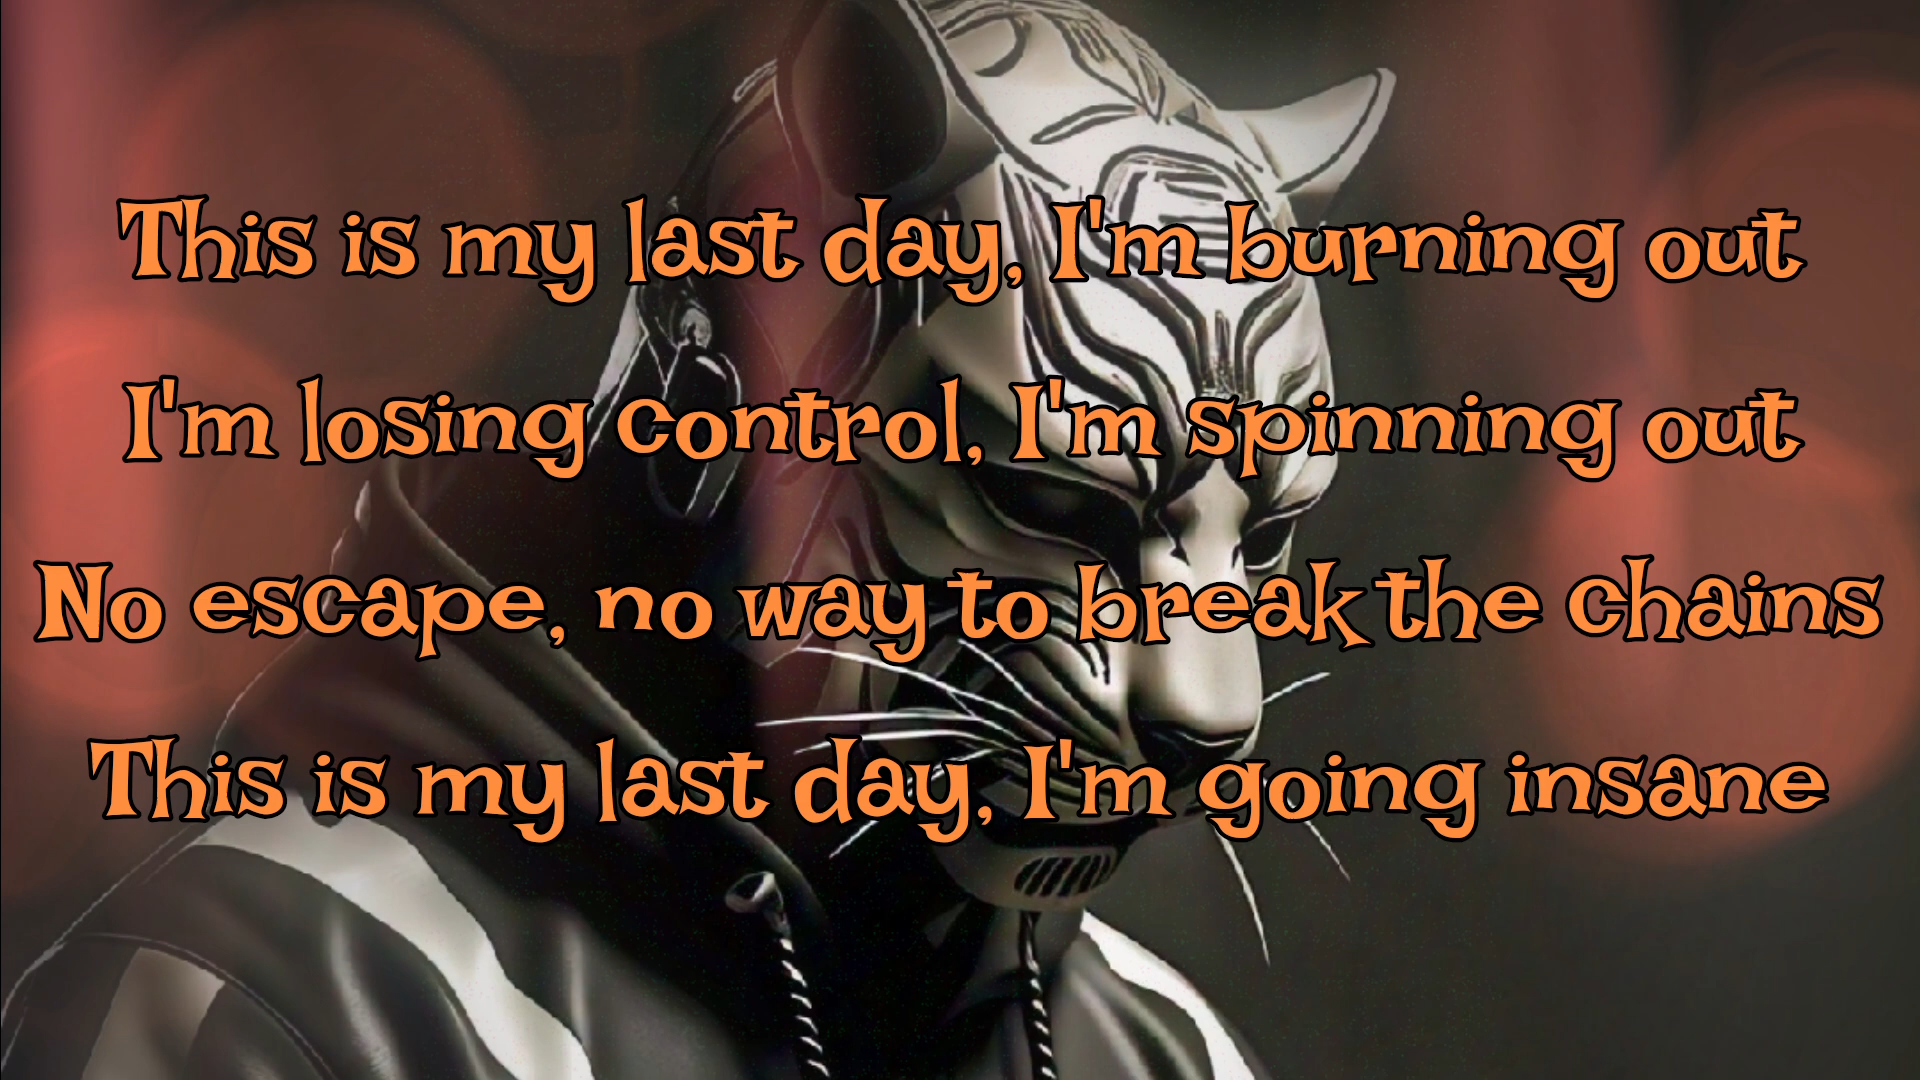 This is my last day, I'm burning out
I'm losing control, I'm spinning out
No escape, no way to break the chains
This is my last day, I'm going insane